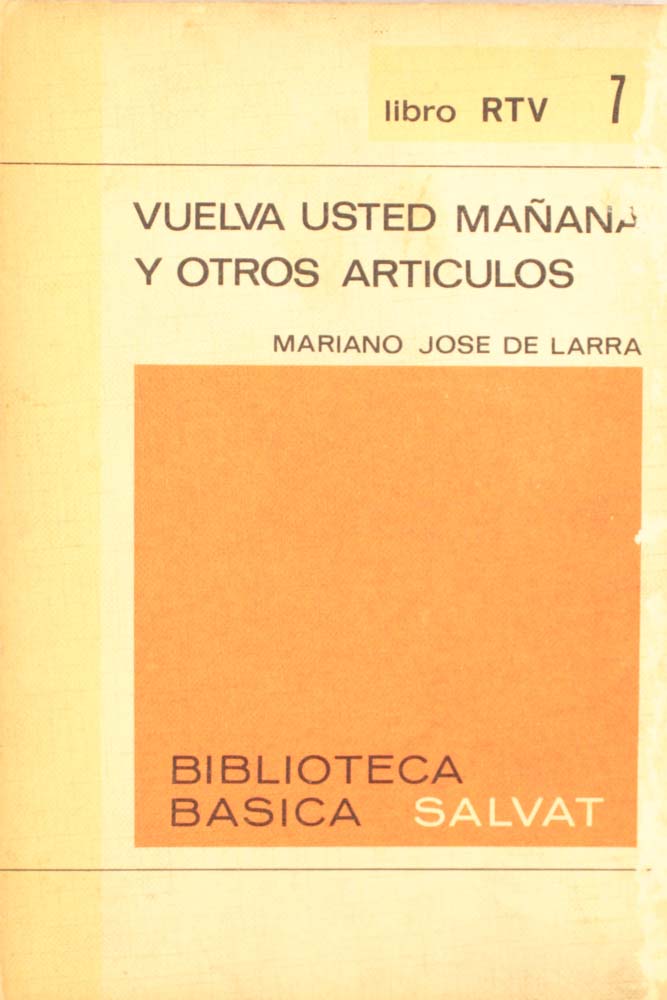 libro RTV 7
VUELVA USTED MAÑANA
Y OTROS ARTICULOS
MARIANO JOSE DE LARRA
BIBLIOTECA
BASICA SALVAT